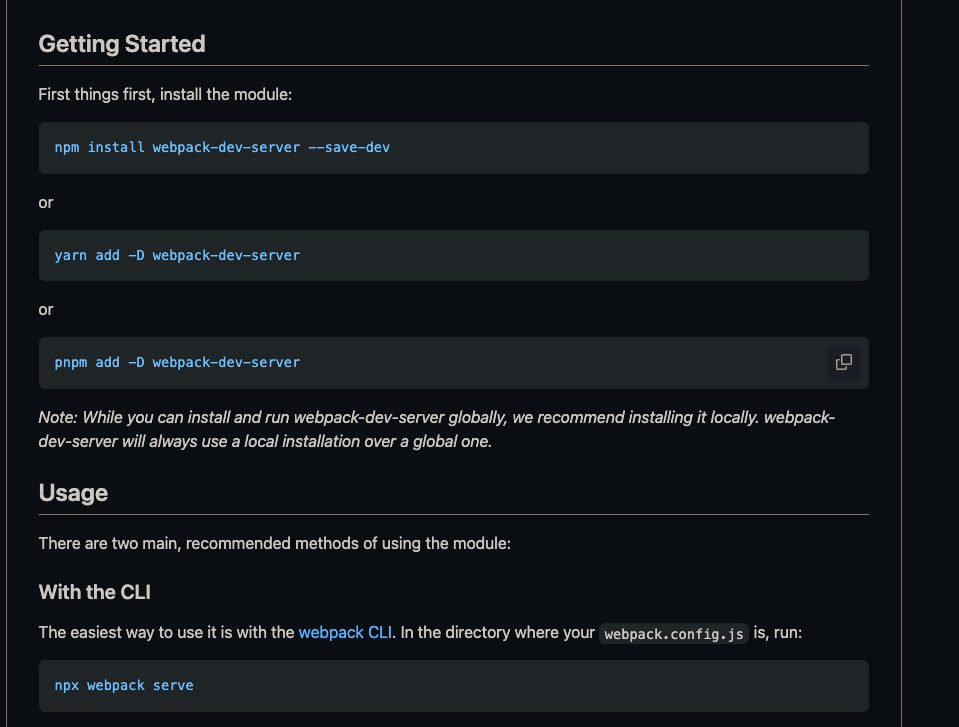 Getting Started
First things first, install the module:
npm install webpack-dev-server --save-dev
or
yarn add -D webpack-dev-server
or
pnpm add -D webpack-dev-server
Note: While you can install and run webpack-dev-server globally, we recommend installing it locally. webpack-
dev-server will always use a local installation over a global one.
Usage
There are two main, recommended methods of using the module:
With the CLI
The easiest way to use it is with the webpack CLI. In the directory where your webpack.config.js is, run:
npx webpack serve